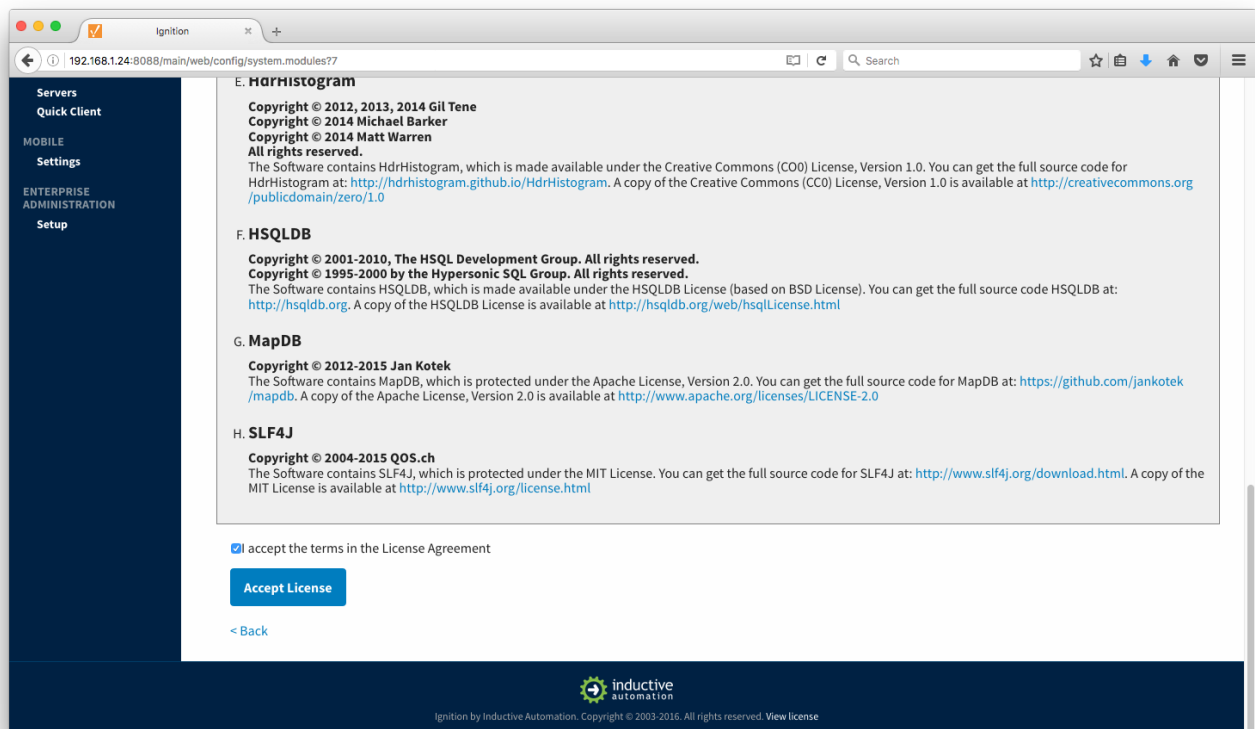 Ignition
192.168.1.24:8088/main/web/config/system.modules?7
Search
Servers
Quick Client
MOBILE
Settings
ENTERPRISE
ADMINISTRATION
Setup
E. HdrHistogram
Copyright © 2012, 2013, 2014 Gil Tene
Copyright © 2014 Michael Barker
Copyright © 2014 Matt Warren
All rights reserved.
The Software contains HdrHistogram, which is made available under the Creative Commons (CO0) License, Version 1.0. You can get the full source code for
HdrHistogram at: http://hdrhistogram.github.io/HdrHistogram. A copy of the Creative Commons (CC0) License, Version 1.0 is available at http://creativecommons.org
/publicdomain/zero/1.0
F. HSQLDB
Copyright © 2001-2010, The HSQL Development Group. All rights reserved.
Copyright © 1995-2000 by the Hypersonic SQL Group. All rights reserved.
The Software contains HSQLDB, which is made available under the HSQLDB License (based on BSD License). You can get the full source code HSQLDB at:
http://hsqldb.org. A copy of the HSQLDB License is available at http://hsqldb.org/web/hsqlLicense.html
G. MapDB
Copyright © 2012-2015 Jan Kotek
The Software contains MapDB, which is protected under the Apache License, Version 2.0. You can get the full source code for MapDB at: https://github.com/jankotek
/mapdb. A copy of the Apache License, Version 2.0 is available at http://www.apache.org/licenses/LICENSE-2.0
H. SLF4J
Copyright © 2004-2015 QOS.ch
The Software contains SLF4J, which is protected under the MIT License. You can get the full source code for SLF4J at: http://www.slf4j.org/download.html. A copy of the
MIT License is available at http://www.slf4j.org/license.html
I accept the terms in the License Agreement
Accept License
< Back
inductive
automation
Ignition by Inductive Automation. Copyright © 2003-2016. All rights reserved. View license